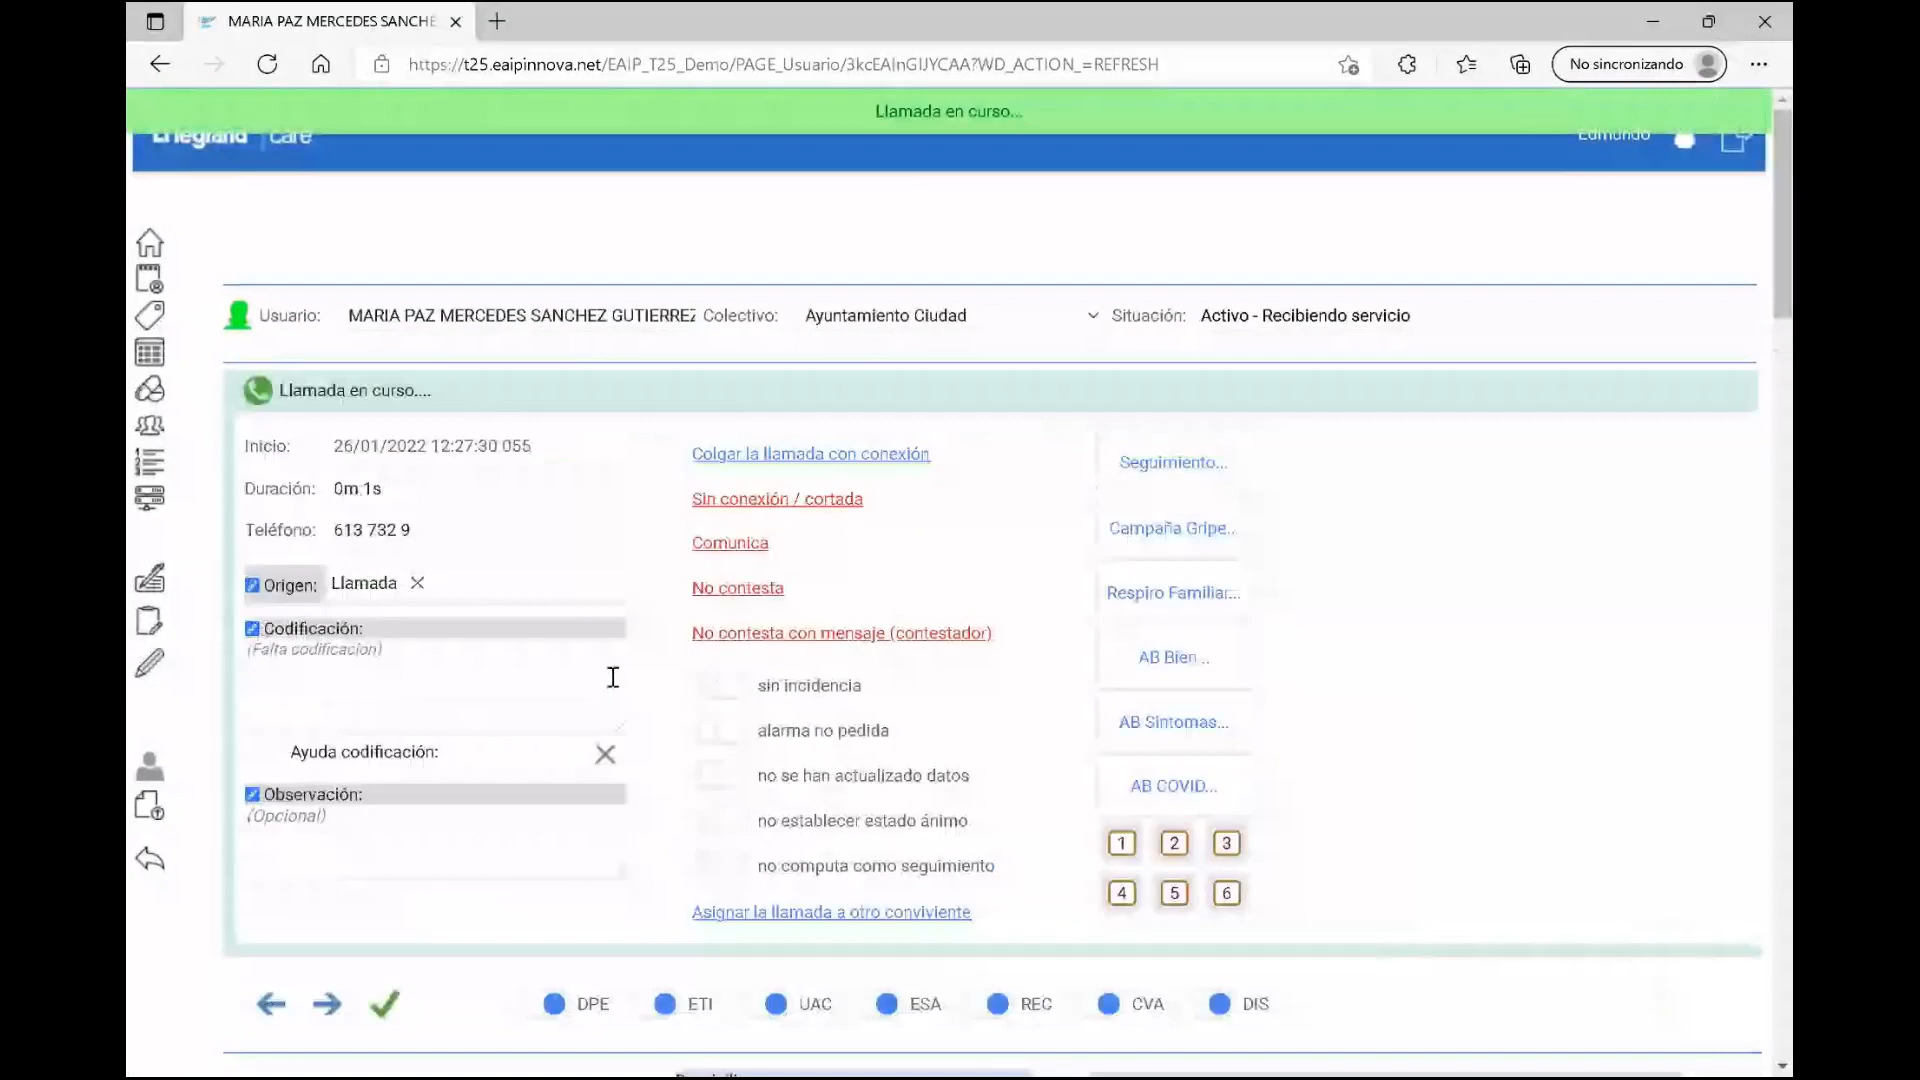 MARIA PAZ MERCEDES SANCHE
https://t25.eaipinnova.net/EAIP_T25_Demo/PAGE_Usuario/3kcEAInGIJYCAA?WD_ACTION_=REFRESH
No sincronizando
Llamada en curso...
legrand care
Edmundo
Usuario: MARIA PAZ MERCEDES SANCHEZ GUTIERREZ Colectivo: Ayuntamiento Ciudad Situación: Activo - Recibiendo servicio
Llamada en curso....
Inicio: 26/01/2022 12:27:30 055
Duración: 0m 1s
Teléfono: 613 732 9
Origen: Llamada
Codificación:
(Falta codificacion)
Ayuda codificación:
Observación:
(Opcional)
Colgar la llamada con conexión
Sin conexión / cortada
Comunica
No contesta
No contesta con mensaje (contestador)
sin incidencia
alarma no pedida
no se han actualizado datos
no establecer estado ánimo
no computa como seguimiento
Asignar la llamada a otro conviviente
Seguimiento...
Campaña Gripe...
Respiro Familiar...
AB Bien ..
AB Sintomas...
AB COVID...
1 2 3
4 5 6
DPE ETI UAC ESA REC CVA DIS